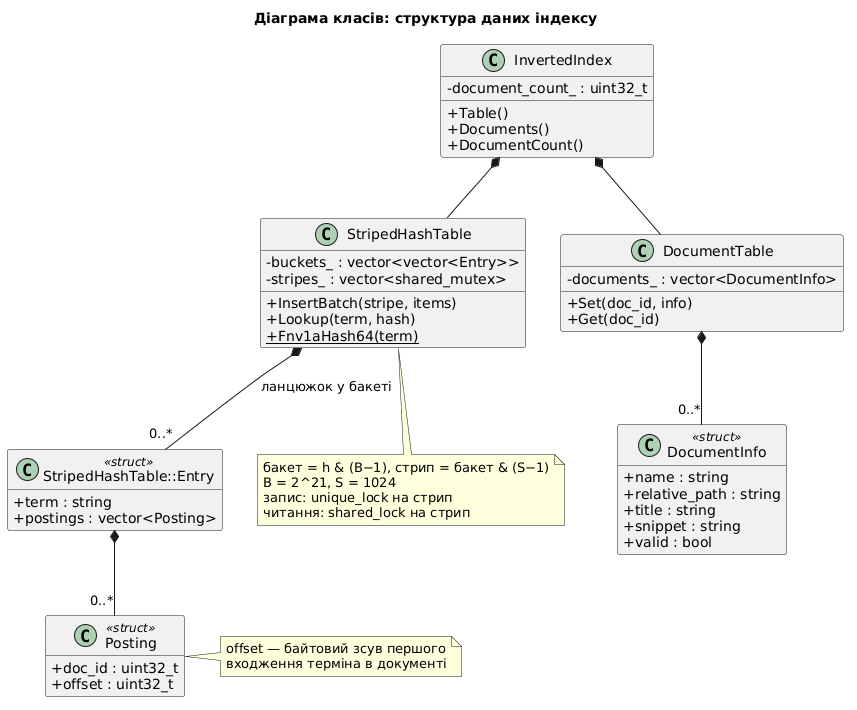 Діаграма класів: структура даних індексу
C InvertedIndex
-document_count_ : uint32_t
+Table()
+Documents()
+DocumentCount()
C StripedHashTable
-buckets_ : vector<vector<Entry>>
-stripes_ : vector<shared_mutex>
+InsertBatch(stripe, items)
+Lookup(term, hash)
+Fnv1aHash64(term)
C DocumentTable
-documents_ : vector<DocumentInfo>
+Set(doc_id, info)
+Get(doc_id)
ланцюжок у бакеті
0..*
0..*
C «struct»
StripedHashTable::Entry
+term : string
+postings : vector<Posting>
бакет = h & (B−1), стрип = бакет & (S−1)
B = 2^21, S = 1024
запис: unique_lock на стрип
читання: shared_lock на стрип
C «struct»
DocumentInfo
+name : string
+relative_path : string
+title : string
+snippet : string
+valid : bool
0..*
C «struct»
Posting
+doc_id : uint32_t
+offset : uint32_t
offset — байтовий зсув першого
входження терміна в документі